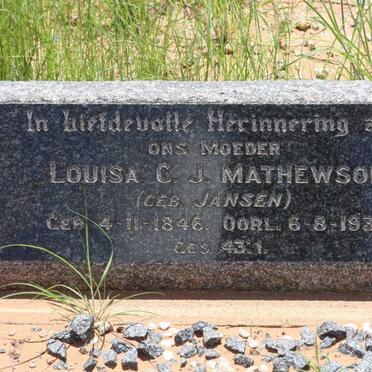 In Liefdevolle Herinnering a
ONS MOEDER
LOUISA C. J. MATHEWSO
(GEB. JANSEN)
GEB. 4-11-1846. OORL. 6-8-193
GES. 43:1.